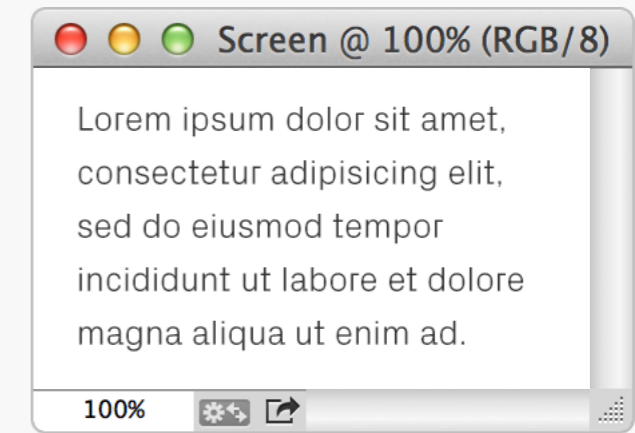 Screen @ 100% (RGB/8)
Lorem ipsum dolor sit amet,
consectetur adipisicing elit,
sed do eiusmod tempor
incididunt ut labore et dolore
magna aliqua ut enim ad.
100%